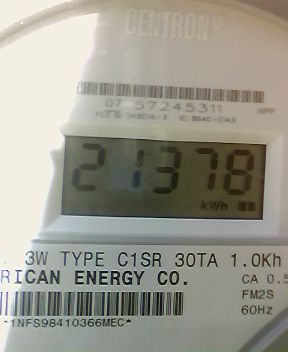 CENTRON®
07 57245311
21378
kWh
3W TYPE C1SR 30TA 1.0Kh
RICAN ENERGY CO.
CA 0.5
FM2S
60Hz
*1NFS98410366MEC*